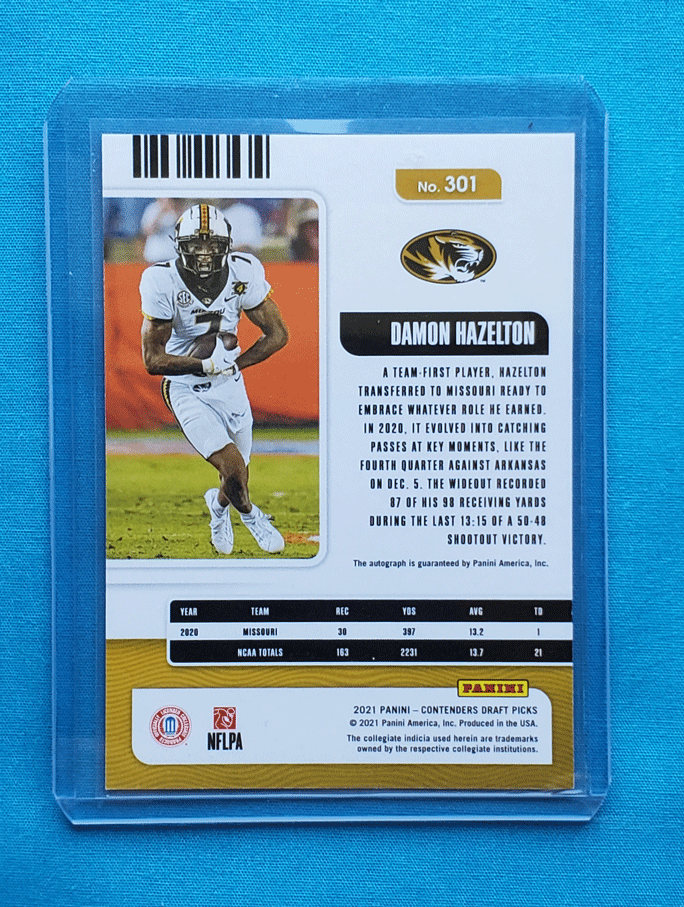 No. 301
7
7
MISSOU
7
DAMON HAZELTON
A TEAM-FIRST PLAYER, HAZELTON
TRANSFERRED TO MISSOURI READY TO
EMBRACE WHATEVER ROLE HE EARNED.
IN 2020, IT EVOLVED INTO CATCHING
PASSES AT KEY MOMENTS, LIKE THE
FOURTH QUARTER AGAINST ARKANSAS
ON DEC. 5. THE WIDEOUT RECORDED
87 OF HIS 98 RECEIVING YARDS
DURING THE LAST 13:15 OF A 50-48
SHOOTOUT VICTORY.
The autograph is guaranteed by Panini America, Inc.
YEAR TEAM REC YDS AVG TD
2020 MISSOURI 30 397 13.2 1
NCAA TOTALS 163 2231 13.7 21
PANINI
2021 PANINI – CONTENDERS DRAFT PICKS
© 2021 Panini America, Inc. Produced in the USA.
The collegiate indicia used herein are trademarks
owned by the respective collegiate institutions.
NFLPA